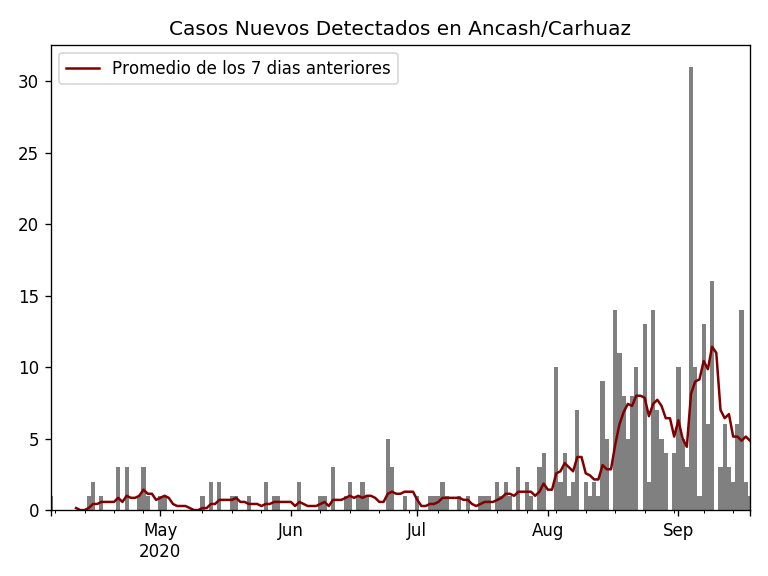 Casos Nuevos Detectados en Ancash/Carhuaz
Promedio de los 7 dias anteriores
30
25
20
15
10
5
0
May
2020
Jun
Jul
Aug
Sep